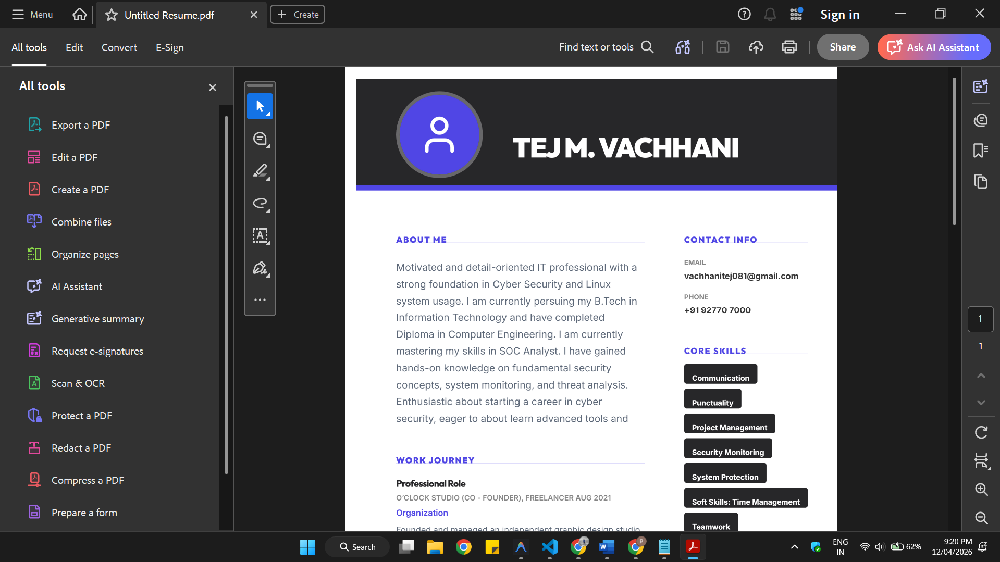 Menu
Untitled Resume.pdf
Create
Sign in
All tools
Edit
Convert
E-Sign
Find text or tools
Share
Ask AI Assistant
All tools
Export a PDF
Edit a PDF
Create a PDF
Combine files
Organize pages
AI Assistant
Generative summary
Request e-signatures
Scan & OCR
Protect a PDF
Redact a PDF
Compress a PDF
Prepare a form
TEJ M. VACHHANI
ABOUT ME
Motivated and detail-oriented IT professional with a
strong foundation in Cyber Security and Linux
system usage. I am currently persuing my B.Tech in
Information Technology and have completed
Diploma in Computer Engineering. I am currently
mastering my skills in SOC Analyst. I have gained
hands-on knowledge on fundamental security
concepts, system monitoring, and threat analysis.
Enthusiastic about starting a career in cyber
security, eager to about learn advanced tools and
WORK JOURNEY
Professional Role
O'CLOCK STUDIO (CO - FOUNDER), FREELANCER AUG 2021
Organization
Founded and managed an independent graphic design studio
CONTACT INFO
EMAIL
vachhanitej081@gmail.com
PHONE
+91 92770 7000
CORE SKILLS
Communication
Punctuality
Project Management
Security Monitoring
System Protection
Soft Skills: Time Management
Teamwork
1
1
Search
P
ENG
IN
62%
9:20 PM
12/04/2026